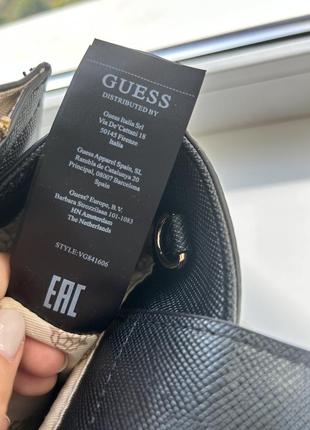 GUESS
DISTRIBUTED BY
Guess Italia Srl
Via De'Cattani 18
50145 Firenze
Italia
Guess Apparel Spain, SL
Rambla de Catalunya 20
Principal, 08007 Barcelona
Spain
Guess? Europe, B.V.
Barbara Strozzilaan 101-1083
HN Amsterdam
The Netherlands
STYLE:VG841606
EAC